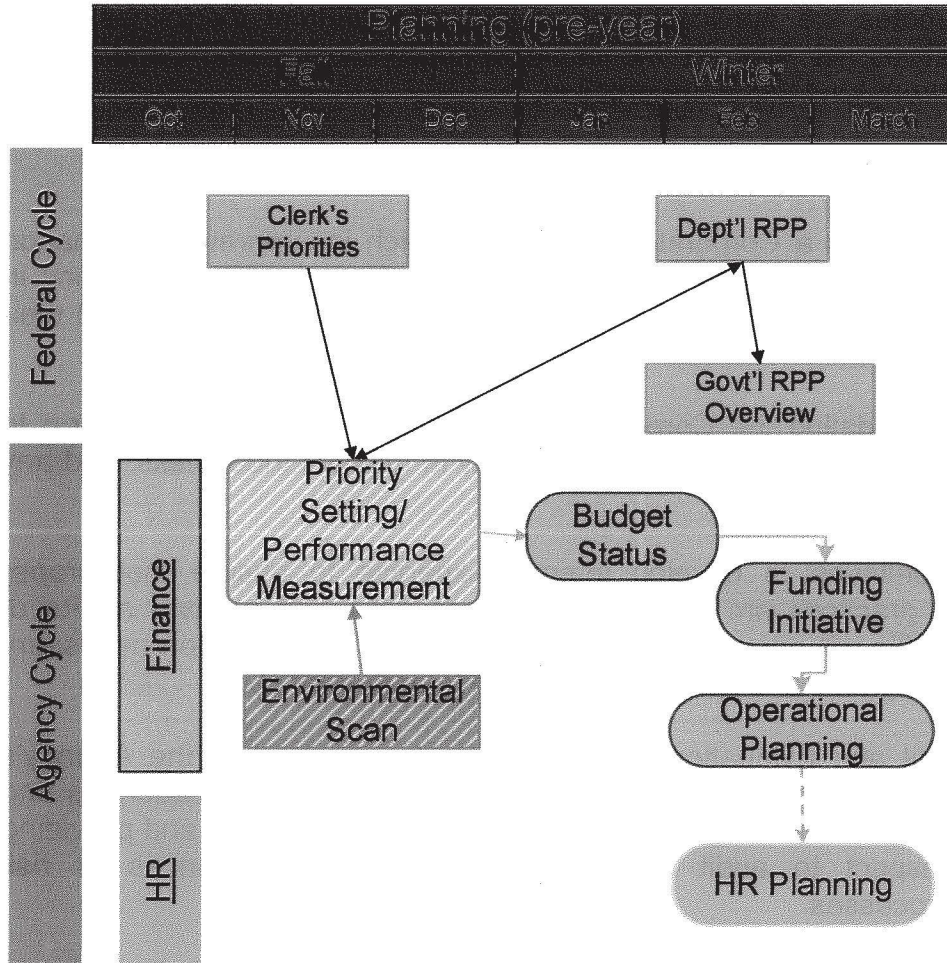 Planning (pre-year)
Fall
Winter
Oct
Nov
Dec
Jan
Feb
March
Federal Cycle
Clerk's
Priorities
Dept'l RPP
Govt'l RPP
Overview
Agency Cycle
Finance
Priority
Setting/
Performance
Measurement
Budget
Status
Funding
Initiative
Environmental
Scan
Operational
Planning
HR
HR Planning